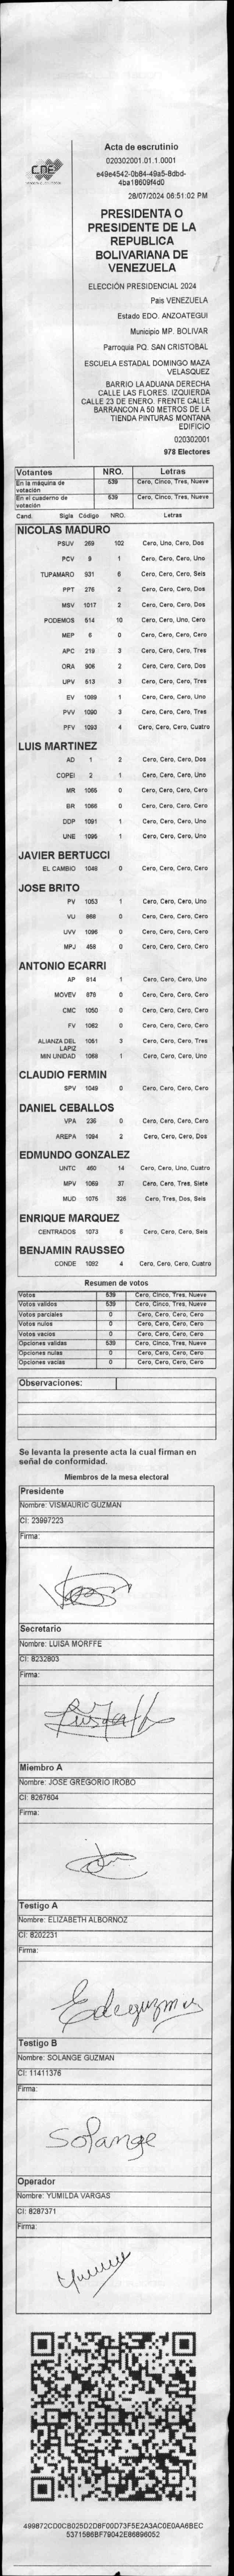 CNE
Acta de escrutinio
020302001.01.1.0001
e49e4542-0b84-49a5-8dbd-
4ba18609f4d0
28/07/2024 06:51:02 PM
PRESIDENTA O
PRESIDENTE DE LA
REPUBLICA
BOLIVARIANA DE
VENEZUELA
ELECCIÓN PRESIDENCIAL 2024
Pais VENEZUELA
Estado EDO. ANZOATEGUI
Municipio MP. BOLIVAR
Parroquia PQ. SAN CRISTOBAL
ESCUELA ESTADAL DOMINGO MAZA
VELASQUEZ
BARRIO LA ADUANA DERECHA
CALLE LAS FLORES. IZQUIERDA
CALLE 23 DE ENERO. FRENTE CALLE
BARRANCON A 50 METROS DE LA
TIENDA PINTURAS MONTANA
EDIFICIO
020302001
978 Electores
Votantes NRO. Letras
En la máquina de votación 539 Cero, Cinco, Tres, Nueve
En el cuaderno de votación 539 Cero, Cinco, Tres, Nueve
Cand. Sigla Código NRO. Letras
NICOLAS MADURO
PSUV 269 102 Cero, Uno, Cero, Dos
PCV 9 1 Cero, Cero, Cero, Uno
TUPAMARO 931 6 Cero, Cero, Cero, Seis
PPT 276 2 Cero, Cero, Cero, Dos
MSV 1017 2 Cero, Cero, Cero, Dos
PODEMOS 514 10 Cero, Cero, Uno, Cero
MEP 6 0 Cero, Cero, Cero, Cero
APC 219 3 Cero, Cero, Cero, Tres
ORA 906 2 Cero, Cero, Cero, Dos
UPV 513 3 Cero, Cero, Cero, Tres
EV 1089 1 Cero, Cero, Cero, Uno
PVV 1090 3 Cero, Cero, Cero, Tres
PFV 1093 4 Cero, Cero, Cero, Cuatro
LUIS MARTINEZ
AD 1 2 Cero, Cero, Cero, Dos
COPEI 2 1 Cero, Cero, Cero, Uno
MR 1065 0 Cero, Cero, Cero, Cero
BR 1066 0 Cero, Cero, Cero, Cero
DDP 1091 1 Cero, Cero, Cero, Uno
UNE 1095 1 Cero, Cero, Cero, Uno
JAVIER BERTUCCI
EL CAMBIO 1048 0 Cero, Cero, Cero, Cero
JOSE BRITO
PV 1053 1 Cero, Cero, Cero, Uno
VU 868 0 Cero, Cero, Cero, Cero
UVV 1096 0 Cero, Cero, Cero, Cero
MPJ 458 0 Cero, Cero, Cero, Cero
ANTONIO ECARRI
AP 814 1 Cero, Cero, Cero, Uno
MOVEV 878 0 Cero, Cero, Cero, Cero
CMC 1050 0 Cero, Cero, Cero, Cero
FV 1062 0 Cero, Cero, Cero, Cero
ALIANZA DEL LAPIZ 1051 3 Cero, Cero, Cero, Tres
MIN UNIDAD 1068 1 Cero, Cero, Cero, Uno
CLAUDIO FERMIN
SPV 1049 0 Cero, Cero, Cero, Cero
DANIEL CEBALLOS
VPA 236 0 Cero, Cero, Cero, Cero
AREPA 1094 2 Cero, Cero, Cero, Dos
EDMUNDO GONZALEZ
UNTC 460 14 Cero, Cero, Uno, Cuatro
MPV 1069 37 Cero, Cero, Tres, Siete
MUD 1075 326 Cero, Tres, Dos, Seis
ENRIQUE MARQUEZ
CENTRADOS 1073 6 Cero, Cero, Cero, Seis
BENJAMIN RAUSSEO
CONDE 1092 4 Cero, Cero, Cero, Cuatro
Resumen de votos
Votos 539 Cero, Cinco, Tres, Nueve
Votos validos 539 Cero, Cinco, Tres, Nueve
Votos parciales 0 Cero, Cero, Cero, Cero
Votos nulos 0 Cero, Cero, Cero, Cero
Votos vacios 0 Cero, Cero, Cero, Cero
Opciones validas 539 Cero, Cinco, Tres, Nueve
Opciones nulas 0 Cero, Cero, Cero, Cero
Opciones vacias 0 Cero, Cero, Cero, Cero
Observaciones:
Se levanta la presente acta la cual firman en
señal de conformidad.
Miembros de la mesa electoral
Presidente
Nombre: VISMAURIC GUZMAN
CI: 23997223
Firma:
Secretario
Nombre: LUISA MORFFE
CI: 8232803
Firma:
Miembro A
Nombre: JOSE GREGORIO IROBO
CI: 8267604
Firma:
Testigo A
Nombre: ELIZABETH ALBORNOZ
CI: 8202231
Firma:
Testigo B
Nombre: SOLANGE GUZMAN
CI: 11411376
Firma:
Solange
Operador
Nombre: YUMILDA VARGAS
CI: 8287371
Firma:
499872CD0CB025D2D8F00D73F5E2A3AC0E0AA6BEC
5371586BF79042E86896052